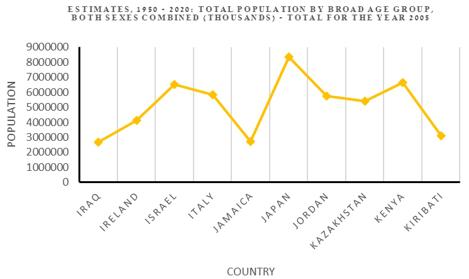 ESTIMATES, 1950 - 2020: TOTAL POPULATION BY BROAD AGE GROUP,
BOTH SEXES COMBINED (THOUSANDS) - TOTAL FOR THE YEAR 2005
POPULATION
9000000
8000000
7000000
6000000
5000000
4000000
3000000
2000000
1000000
0
IRAQ
IRELAND
ISRAEL
ITALY
JAMAICA
JAPAN
JORDAN
KAZAKHSTAN
KENYA
KIRIBATI
COUNTRY